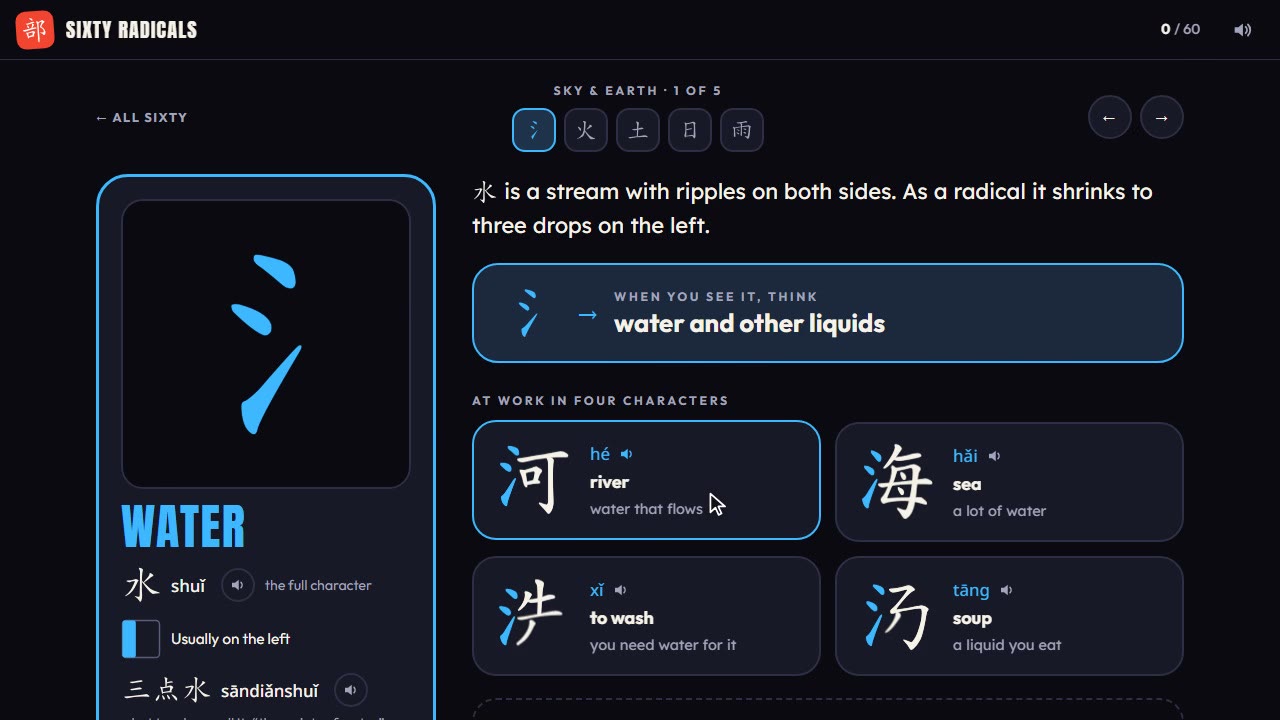 部 SIXTY RADICALS
0 / 60
SKY & EARTH · 1 OF 5
← ALL SIXTY
氵 火 土 日 雨
← →
氵
WATER
水 shuǐ the full character
Usually on the left
三点水 sāndiǎnshuǐ
水 is a stream with ripples on both sides. As a radical it shrinks to
three drops on the left.
氵 → WHEN YOU SEE IT, THINK
water and other liquids
AT WORK IN FOUR CHARACTERS
河 hé
river
water that flows
海 hǎi
sea
a lot of water
洗 xǐ
to wash
you need water for it
汤 tāng
soup
a liquid you eat